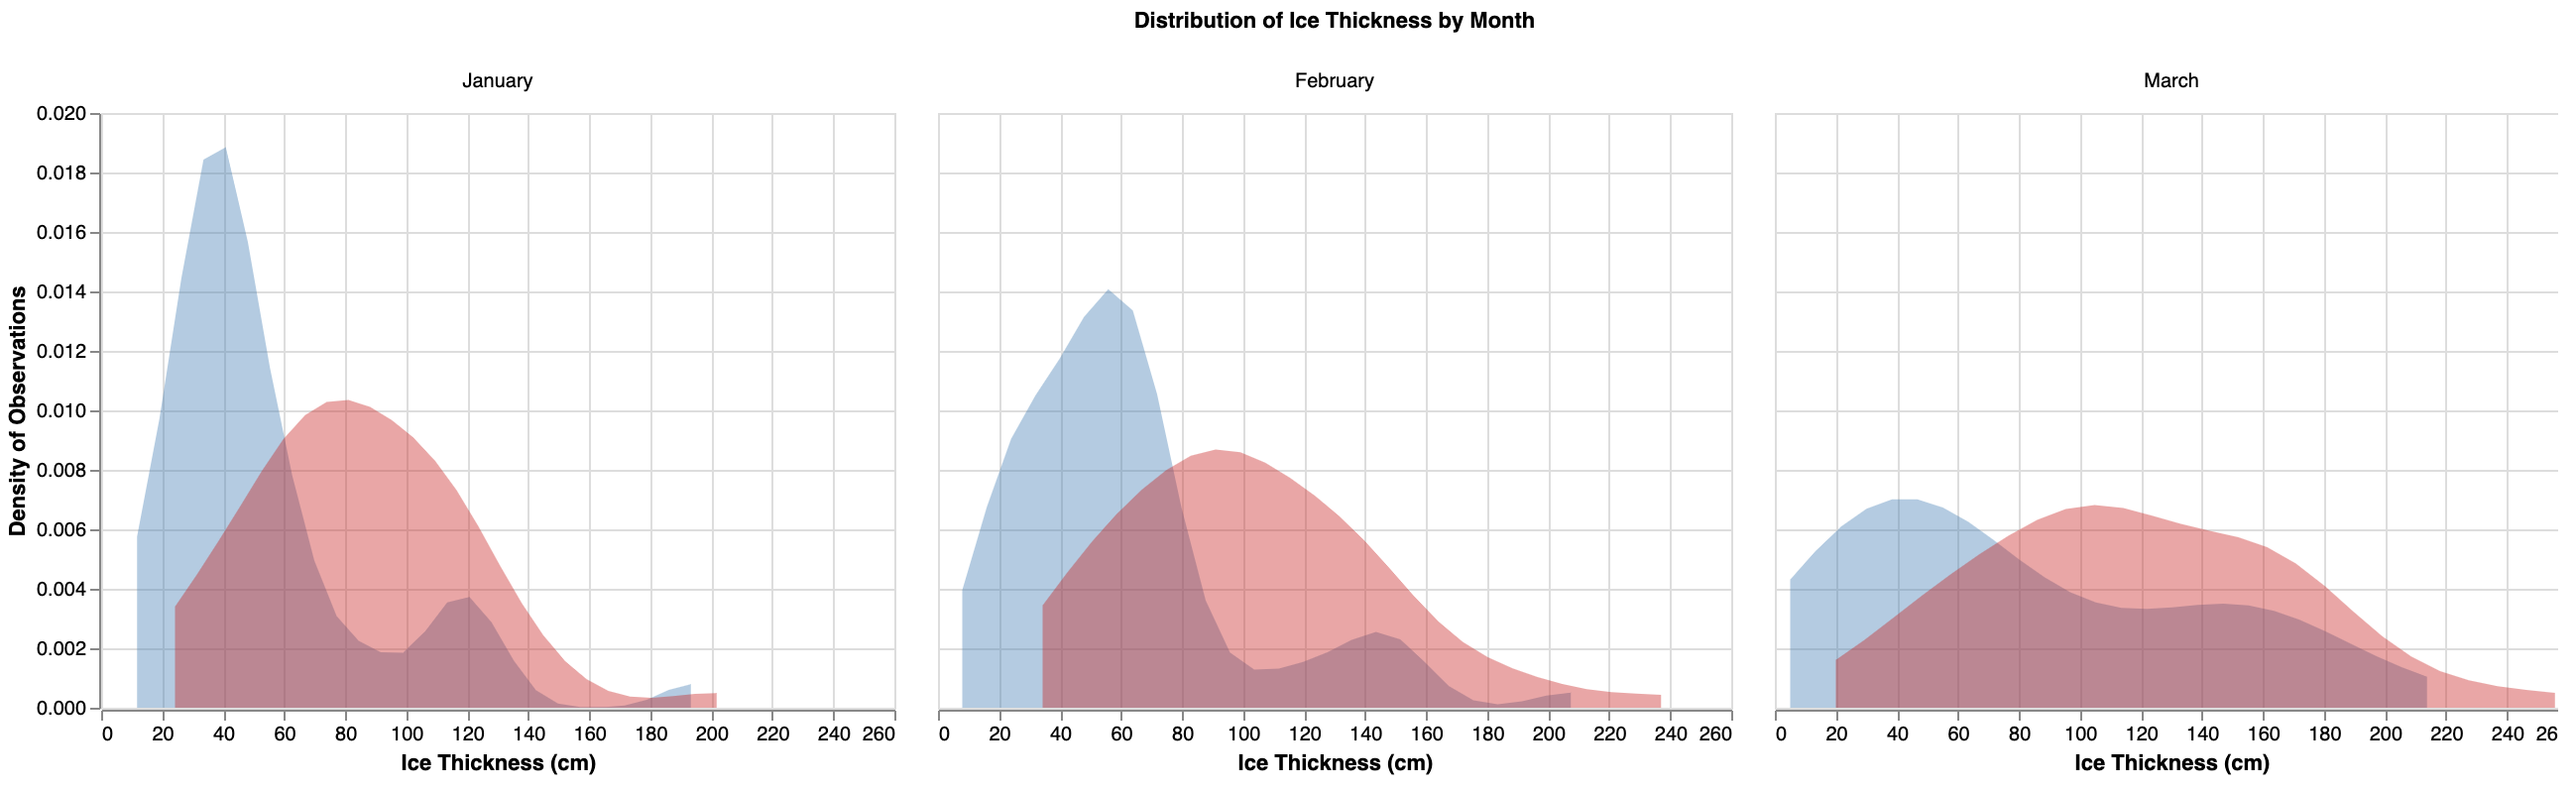 Distribution of Ice Thickness by Month
January
February
March
Density of Observations
0.020
0.018
0.016
0.014
0.012
0.010
0.008
0.006
0.004
0.002
0.000
0 20 40 60 80 100 120 140 160 180 200 220 240 260
0 20 40 60 80 100 120 140 160 180 200 220 240 260
0 20 40 60 80 100 120 140 160 180 200 220 240 26
Ice Thickness (cm)
Ice Thickness (cm)
Ice Thickness (cm)